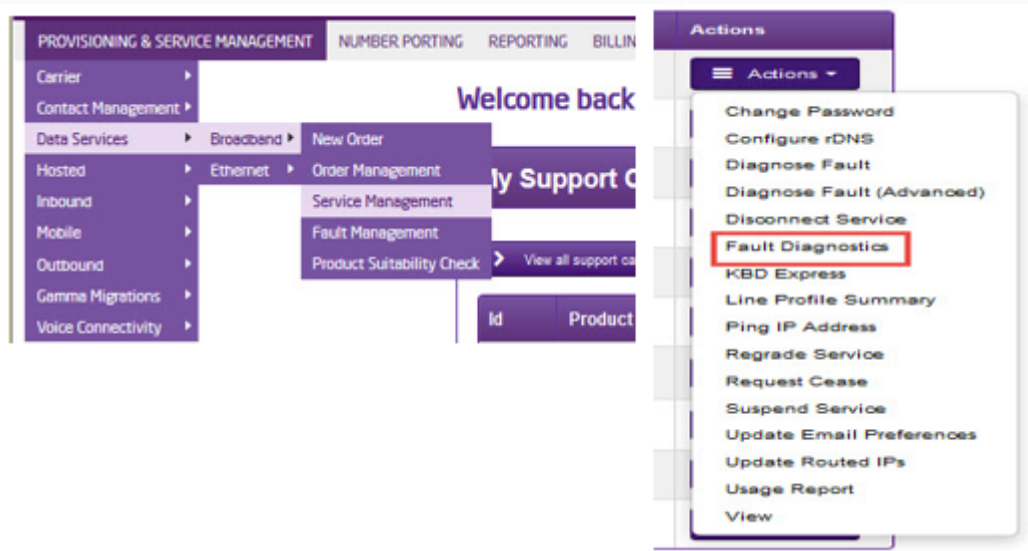 PROVISIONING & SERVICE MANAGEMENT NUMBER PORTING REPORTING
Carrier
Contact Management
Data Services Broadband New Order
Hosted Ethernet Order Management
Inbound Service Management
Mobile Fault Management
Outbound Product Suitability Check
Gamma Migrations
Voice Connectivity
Welcome back
My Support
View all support
Id Product
Actions
Actions
Change Password
Configure rDNS
Diagnose Fault
Diagnose Fault (Advanced)
Disconnect Service
Fault Diagnostics
KBD Express
Line Profile Summary
Ping IP Address
Regrade Service
Request Cease
Suspend Service
Update Email Preferences
Update Routed IPs
Usage Report
View